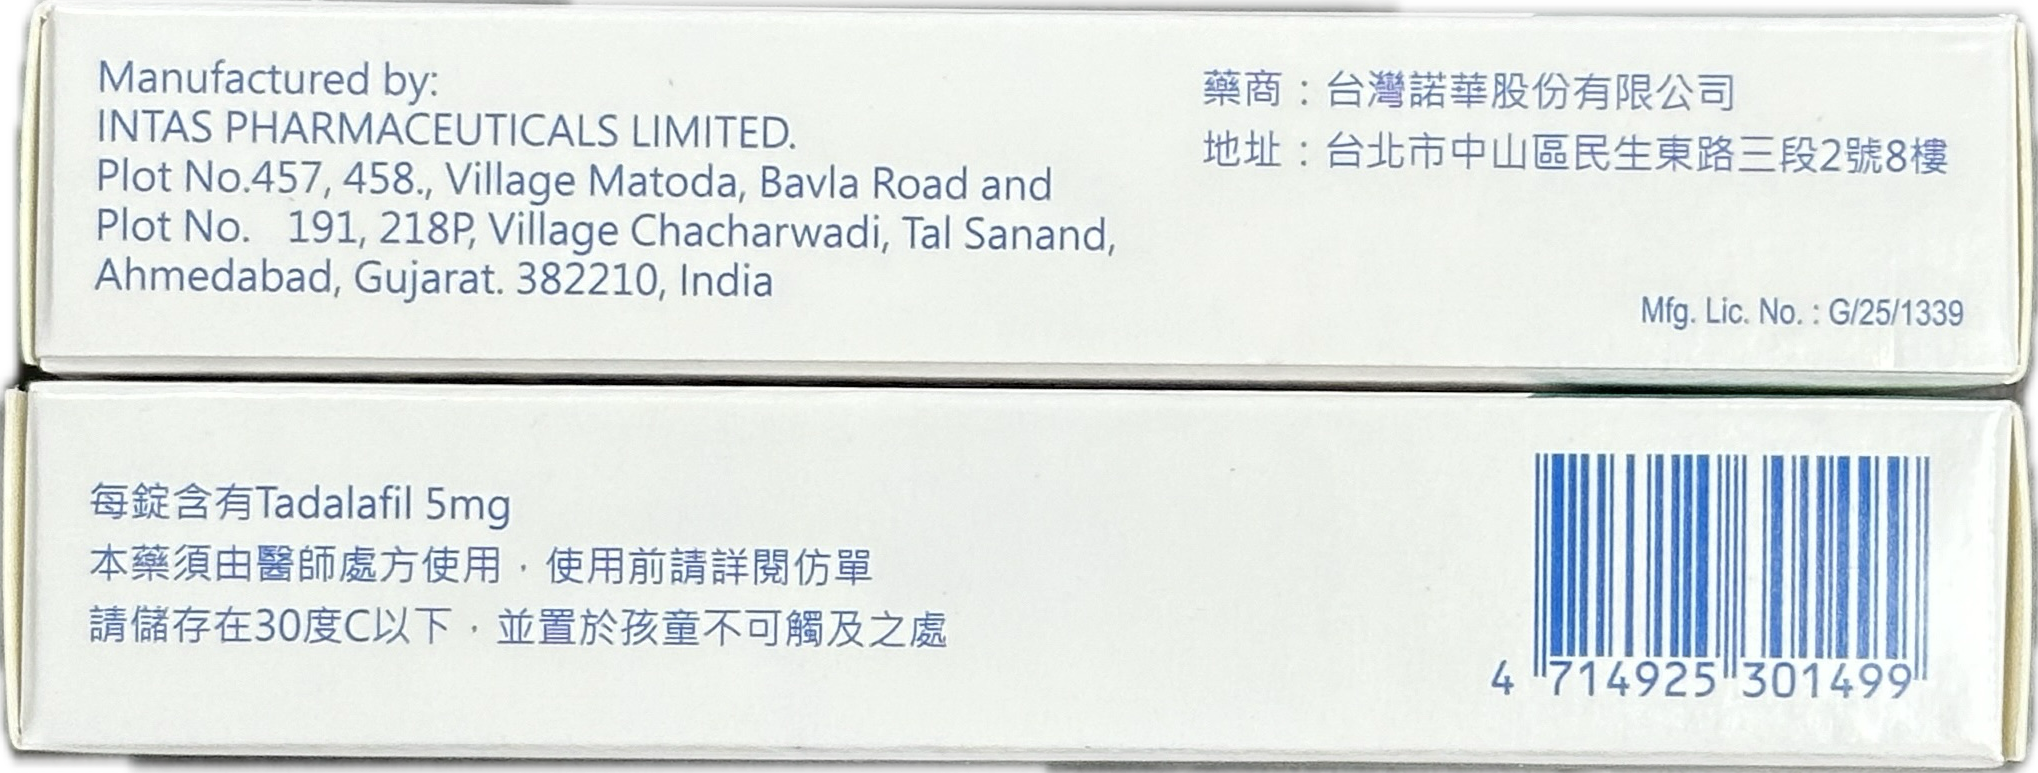 Manufactured by:
INTAS PHARMACEUTICALS LIMITED.
Plot No.457, 458., Village Matoda, Bavla Road and
Plot No. 191, 218P, Village Chacharwadi, Tal Sanand,
Ahmedabad, Gujarat. 382210, India
藥商：台灣諾華股份有限公司
地址：台北市中山區民生東路三段2號8樓
Mfg. Lic. No. : G/25/1339
每錠含有Tadalafil 5mg
本藥須由醫師處方使用．使用前請詳閱仿單
請儲存在30度C以下．並置於孩童不可觸及之處
4 714925 301499